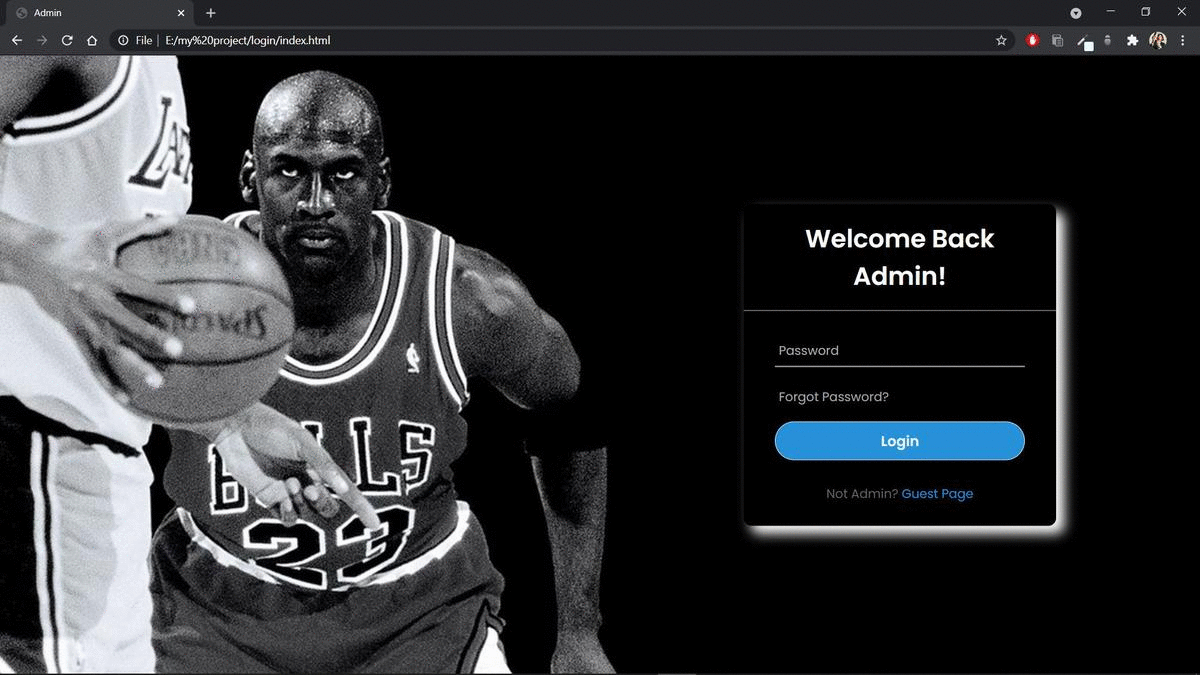 Admin
File
E:/my%20project/login/index.html
BULLS
23
Welcome Back
Admin!
Password
Forgot Password?
Login
Not Admin? Guest Page